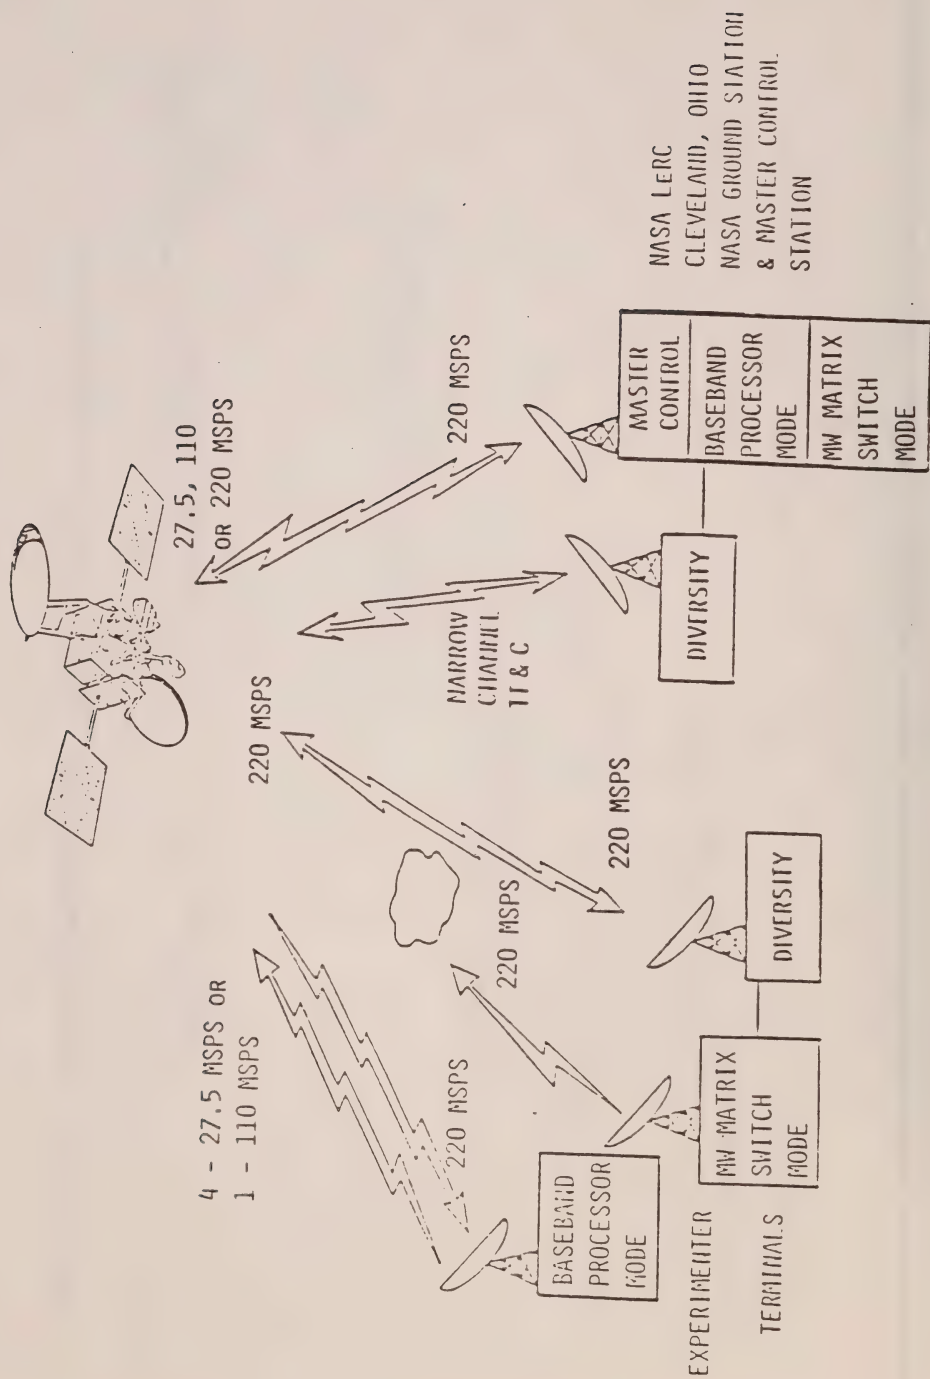 27.5, 110
OR 220 MSPS
220 MSPS
4 - 27.5 MSPS OR
1 - 110 MSPS
220 MSPS
NARROW
CHANNEL
TT & C
220 MSPS
220 MSPS
220 MSPS
BASEBAND
PROCESSOR
MODE
MW MATRIX
SWITCH
MODE
DIVERSITY
DIVERSITY
MASTER
CONTROL
BASEBAND
PROCESSOR
MODE
MW MATRIX
SWITCH
MODE
NASA LERC
CLEVELAND, OHIO
NASA GROUND STATION
& MASTER CONTROL
STATION
EXPERIMENTER
TERMINALS